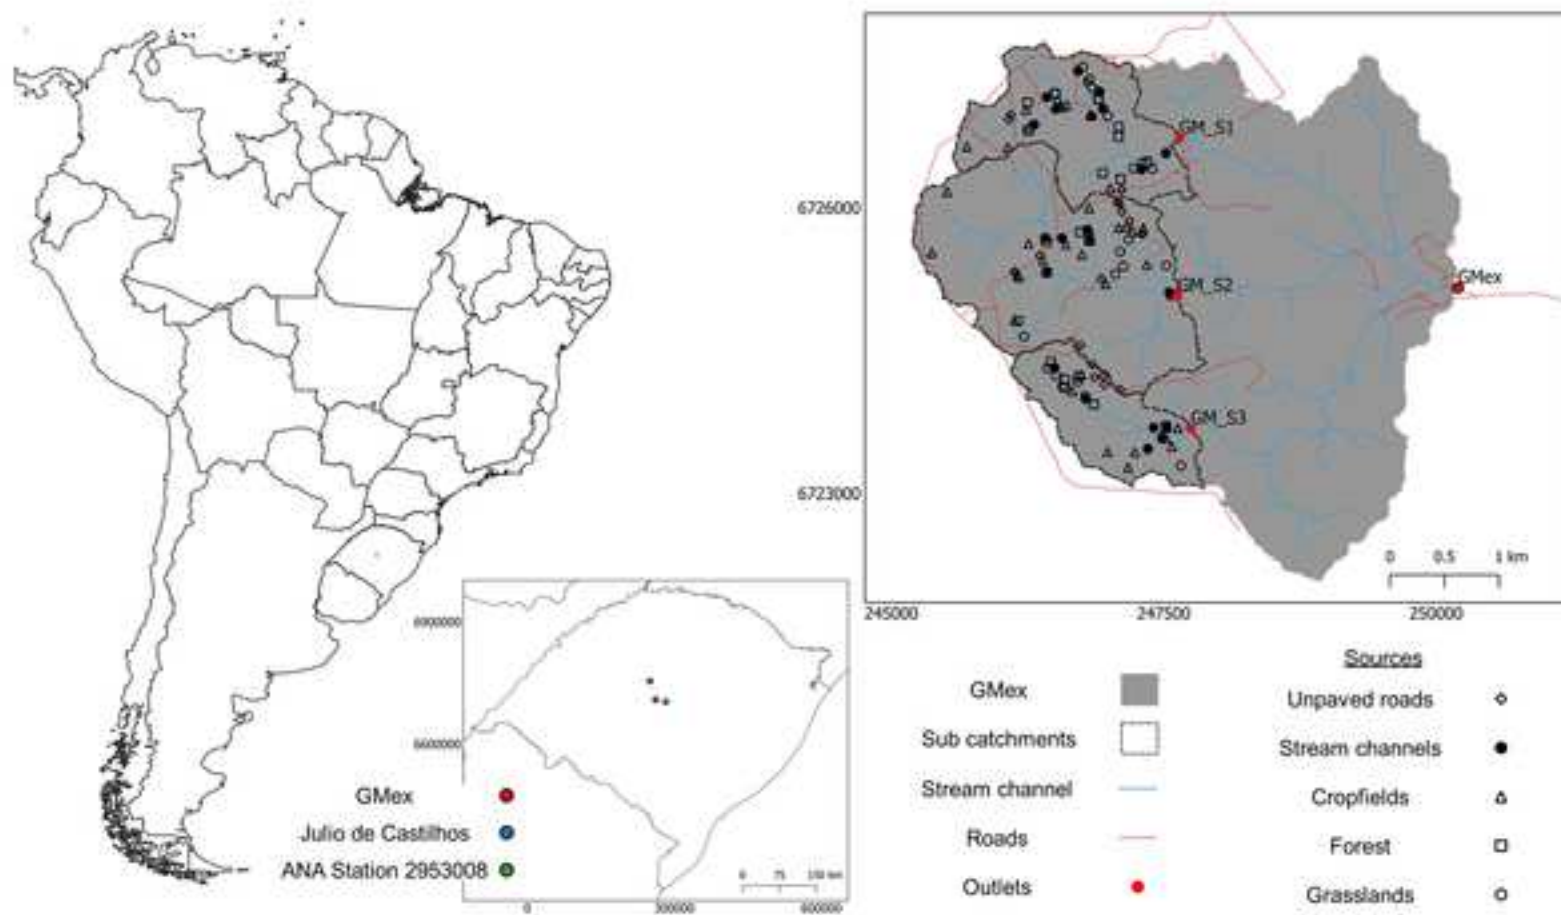 GM_S1
6726000
GMex
GM_S2
GM_S3
6723000
0 0.5 1 km
245000 247500 250000
Sources
GMex
Unpaved roads
Sub catchments
Stream channels
Stream channel
Cropfields
Roads
Forest
Outlets
Grasslands
GMex
Julio de Castilhos
ANA Station 2953008
0 75 150 km
0 300000 600000